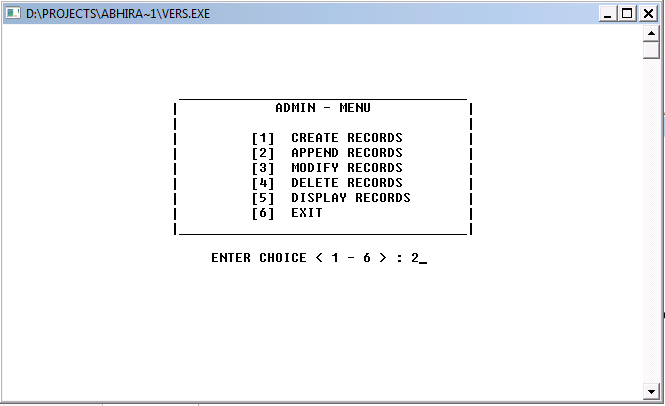 D:\PROJECTS\ABHIRA~1\VERS.EXE
ADMIN - MENU
[1] CREATE RECORDS
[2] APPEND RECORDS
[3] MODIFY RECORDS
[4] DELETE RECORDS
[5] DISPLAY RECORDS
[6] EXIT
ENTER CHOICE < 1 - 6 > : 2_